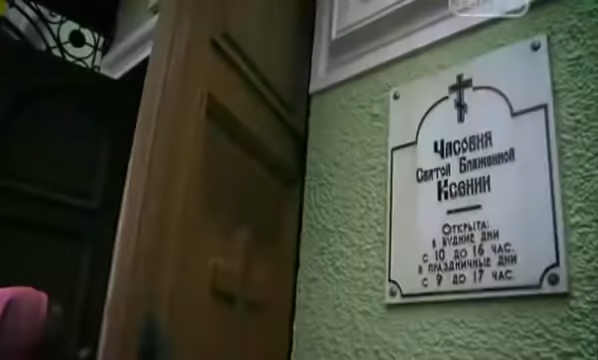 Часовня
Святой Блаженной
Ксении
Открыта:
в будние дни
с 10 до 16 час.
в праздничные дни
с 9 до 17 час.